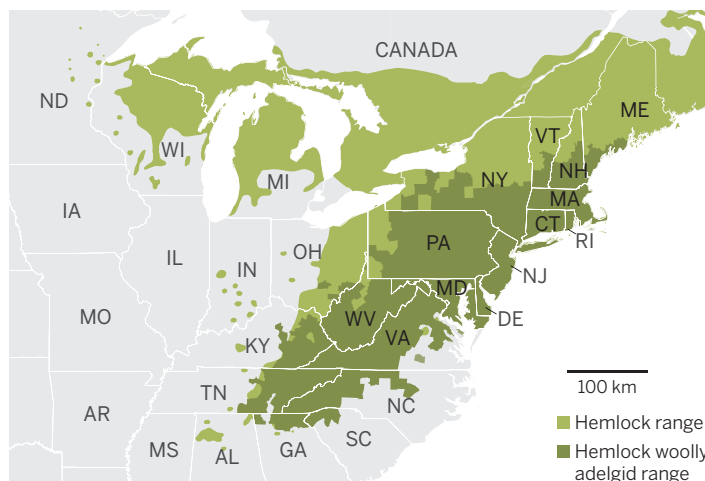 CANADA
ND
ME
VT
WI
NH
MI
NY
MA
IA
CT
RI
PA
OH
IL
IN
NJ
MD
MO
WV
DE
VA
KY
100 km
TN
NC
AR
Hemlock range
SC
MS
GA
AL
Hemlock woolly
adelgid range